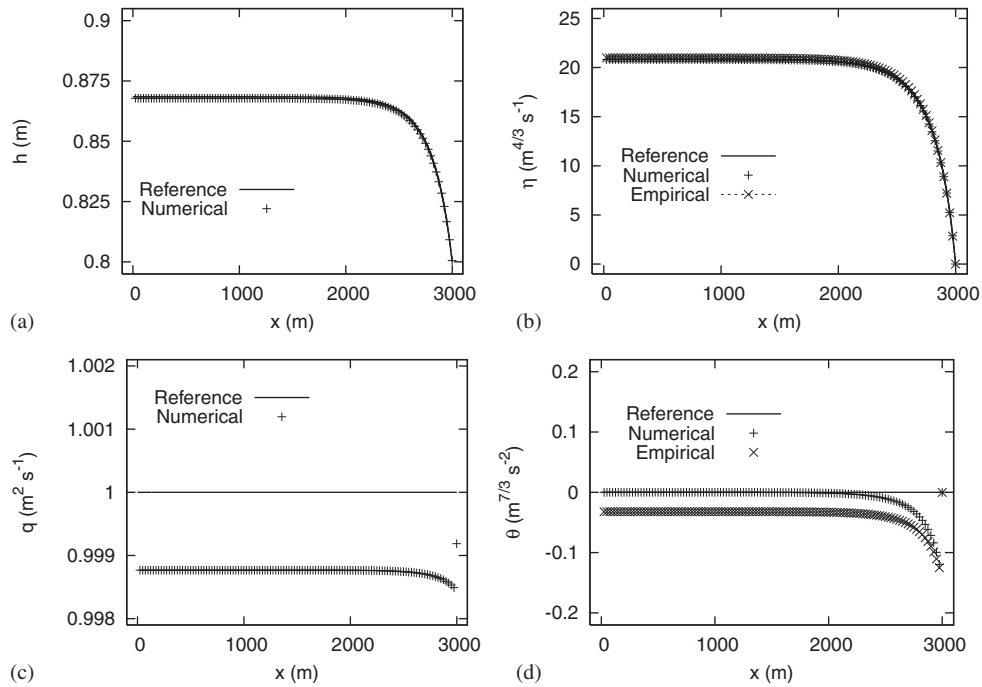 0.9
0.875
0.85
0.825
0.8
h (m)
Reference
Numerical
0 1000 2000 3000
x (m)
(a)
25
20
15
10
5
0
η (m^{4/3} s^{-1})
Reference
Numerical
Empirical
0 1000 2000 3000
x (m)
(b)
1.002
1.001
1
0.999
0.998
q (m^2 s^{-1})
Reference
Numerical
0 1000 2000 3000
x (m)
(c)
0.2
0.1
0
-0.1
-0.2
θ (m^{7/3} s^{-2})
Reference
Numerical
Empirical
0 1000 2000 3000
x (m)
(d)